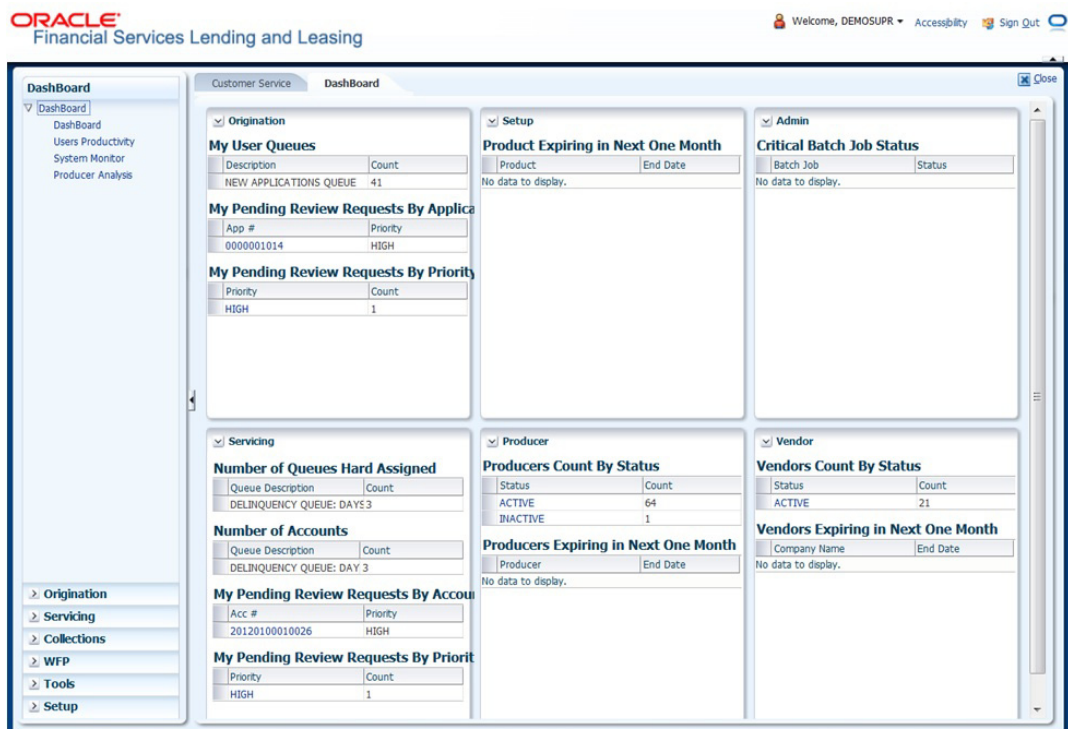 ORACLE
Financial Services Lending and Leasing
Welcome, DEMOSUPR
Accessibility
Sign Out
DashBoard
DashBoard
DashBoard
Users Productivity
System Monitor
Producer Analysis
Origination
Servicing
Collections
WFP
Tools
Setup
Customer Service
DashBoard
Close
Origination
My User Queues
Description Count
NEW APPLICATIONS QUEUE 41
My Pending Review Requests By Applica
App # Priority
0000001014 HIGH
My Pending Review Requests By Priority
Priority Count
HIGH 1
Setup
Product Expiring in Next One Month
Product End Date
No data to display.
Admin
Critical Batch Job Status
Batch Job Status
No data to display.
Servicing
Number of Queues Hard Assigned
Queue Description Count
DELINQUENCY QUEUE: DAYS 3
Number of Accounts
Queue Description Count
DELINQUENCY QUEUE: DAY 3
My Pending Review Requests By Accou
Acc # Priority
20120100010026 HIGH
My Pending Review Requests By Priorit
Priority Count
HIGH 1
Producer
Producers Count By Status
Status Count
ACTIVE 64
INACTIVE 1
Producers Expiring in Next One Month
Producer End Date
No data to display.
Vendor
Vendors Count By Status
Status Count
ACTIVE 21
Vendors Expiring in Next One Month
Company Name End Date
No data to display.